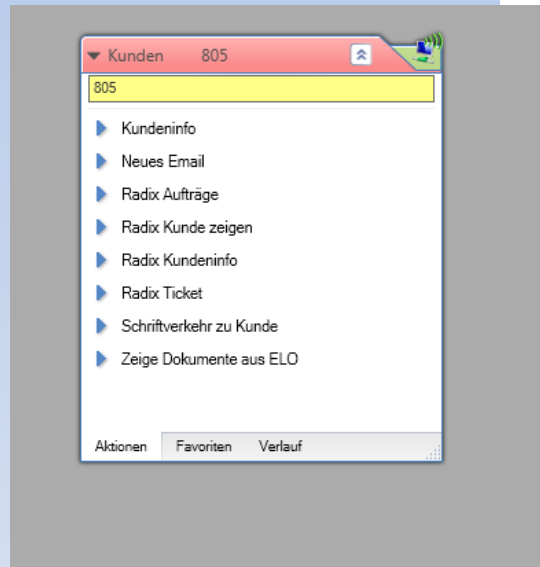 Kunden 805
805
Kundeninfo
Neues Email
Radix Aufträge
Radix Kunde zeigen
Radix Kundeninfo
Radix Ticket
Schriftverkehr zu Kunde
Zeige Dokumente aus ELO
Aktionen Favoriten Verlauf